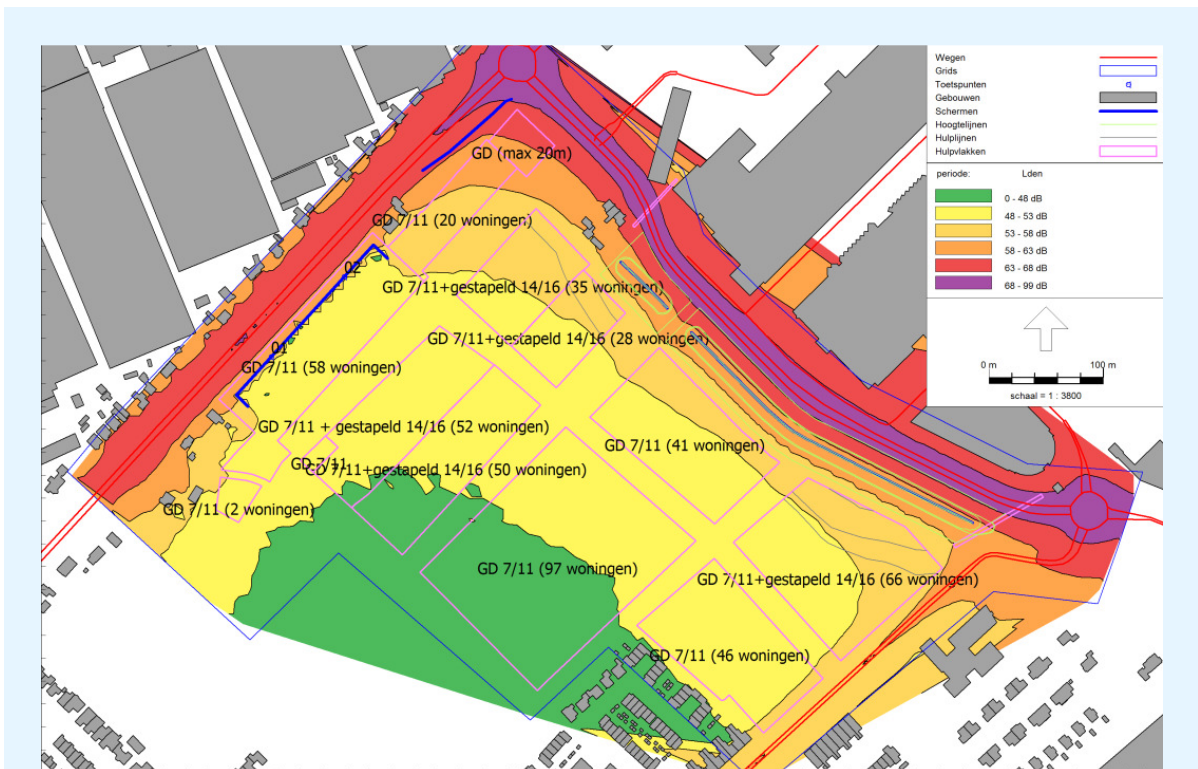 Wegen
Grids
Toetspunten
Gebouwen
Schermen
Hoogtelijnen
Hulplijnen
Hulpvlakken
periode: Lden
0 - 48 dB
48 - 53 dB
53 - 58 dB
58 - 63 dB
63 - 68 dB
68 - 99 dB
0 m 100 m
schaal = 1 : 3800
GD (max 20m)
GD 7/11 (20 woningen)
02
GD 7/11+gestapeld 14/16 (35 woningen)
GD 7/11+gestapeld 14/16 (28 woningen)
01
GD 7/11 (58 woningen)
GD 7/11 + gestapeld 14/16 (52 woningen)
GD 7/11 (41 woningen)
GD 7/11
GD 7/11+gestapeld 14/16 (50 woningen)
GD 7/11 (2 woningen)
GD 7/11 (97 woningen)
GD 7/11+gestapeld 14/16 (66 woningen)
GD 7/11 (46 woningen)